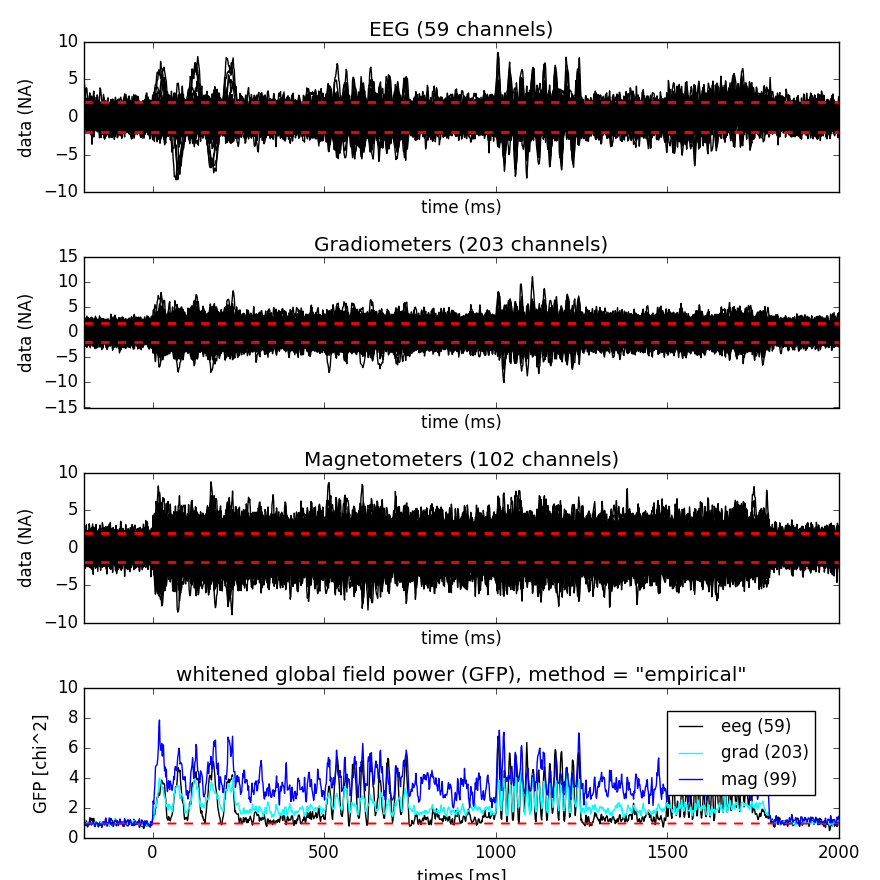 EEG (59 channels)
10
5
0
−5
−10
data (NA)
time (ms)
Gradiometers (203 channels)
15
10
5
0
−5
−10
−15
data (NA)
time (ms)
Magnetometers (102 channels)
10
5
0
−5
−10
data (NA)
time (ms)
whitened global field power (GFP), method = "empirical"
10
8
6
4
2
0
GFP [chi^2]
eeg (59)
grad (203)
mag (99)
0 500 1000 1500 2000
times [ms]